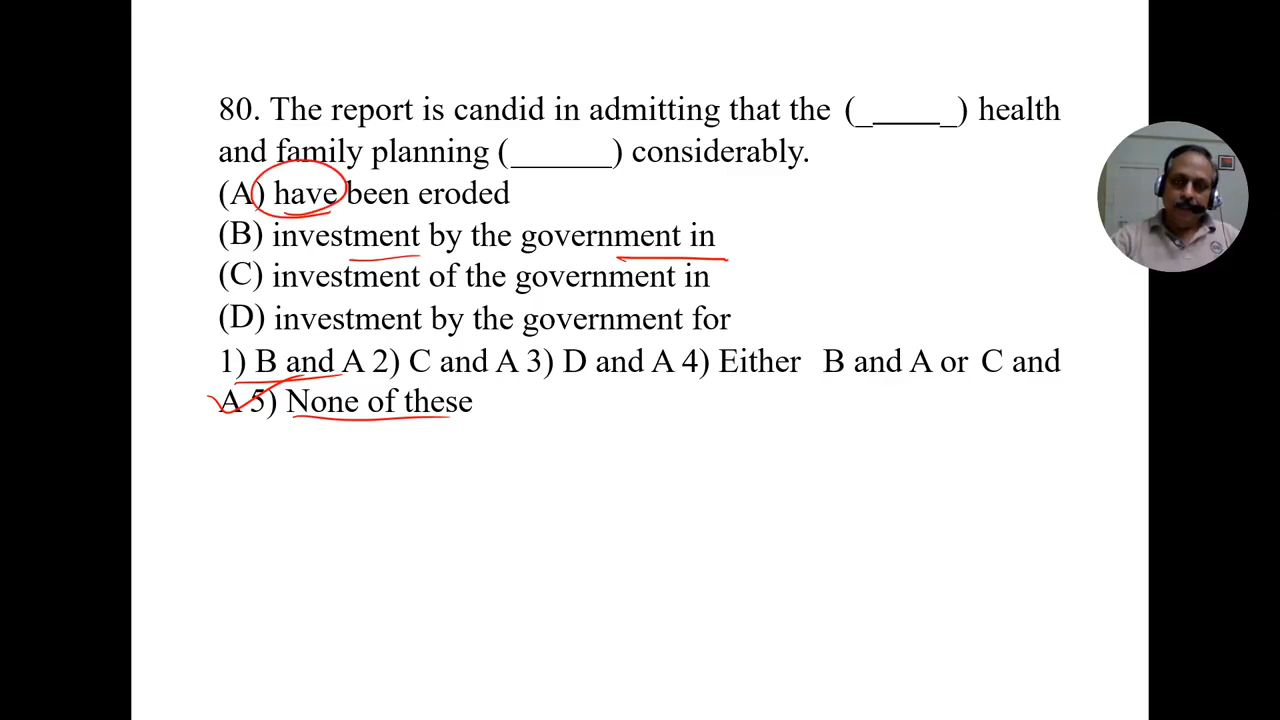 80. The report is candid in admitting that the (_____) health
and family planning (______) considerably.
(A) have been eroded
(B) investment by the government in
(C) investment of the government in
(D) investment by the government for
1) B and A 2) C and A 3) D and A 4) Either B and A or C and
A 5) None of these